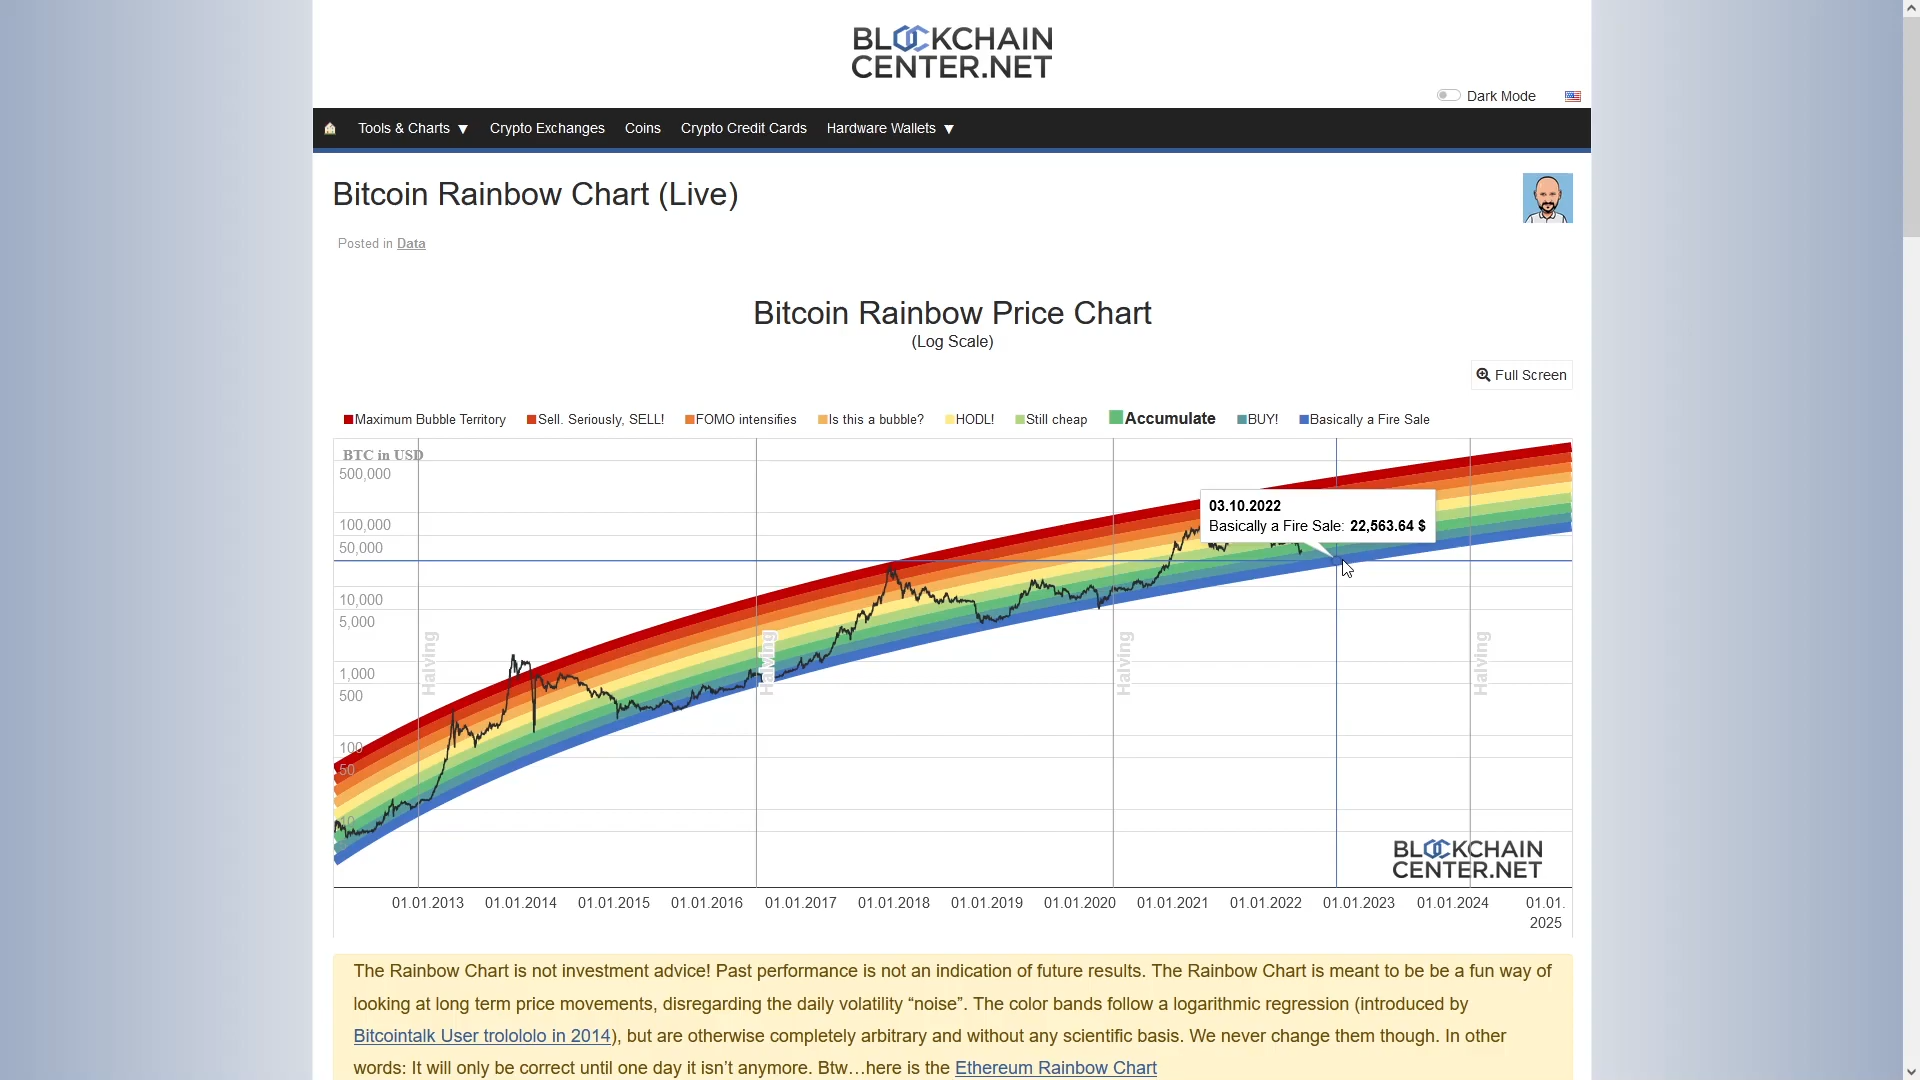 BLOCKCHAIN
CENTER.NET
Dark Mode
Tools & Charts ▼ Crypto Exchanges Coins Crypto Credit Cards Hardware Wallets ▼
Bitcoin Rainbow Chart (Live)
Posted in Data
Bitcoin Rainbow Price Chart
(Log Scale)
Full Screen
Maximum Bubble Territory Sell. Seriously, SELL! FOMO intensifies Is this a bubble? HODL! Still cheap Accumulate BUY! Basically a Fire Sale
BTC in USD
500,000
100,000
50,000
10,000
5,000
1,000
500
100
50
10
03.10.2022
Basically a Fire Sale: 22,563.64 $
Halving
Halving
Halving
Halving
BLOCKCHAIN
CENTER.NET
01.01.2013 01.01.2014 01.01.2015 01.01.2016 01.01.2017 01.01.2018 01.01.2019 01.01.2020 01.01.2021 01.01.2022 01.01.2023 01.01.2024 01.01.
2025
The Rainbow Chart is not investment advice! Past performance is not an indication of future results. The Rainbow Chart is meant to be be a fun way of
looking at long term price movements, disregarding the daily volatility “noise”. The color bands follow a logarithmic regression (introduced by
Bitcointalk User trolololo in 2014), but are otherwise completely arbitrary and without any scientific basis. We never change them though. In other
words: It will only be correct until one day it isn’t anymore. Btw…here is the Ethereum Rainbow Chart